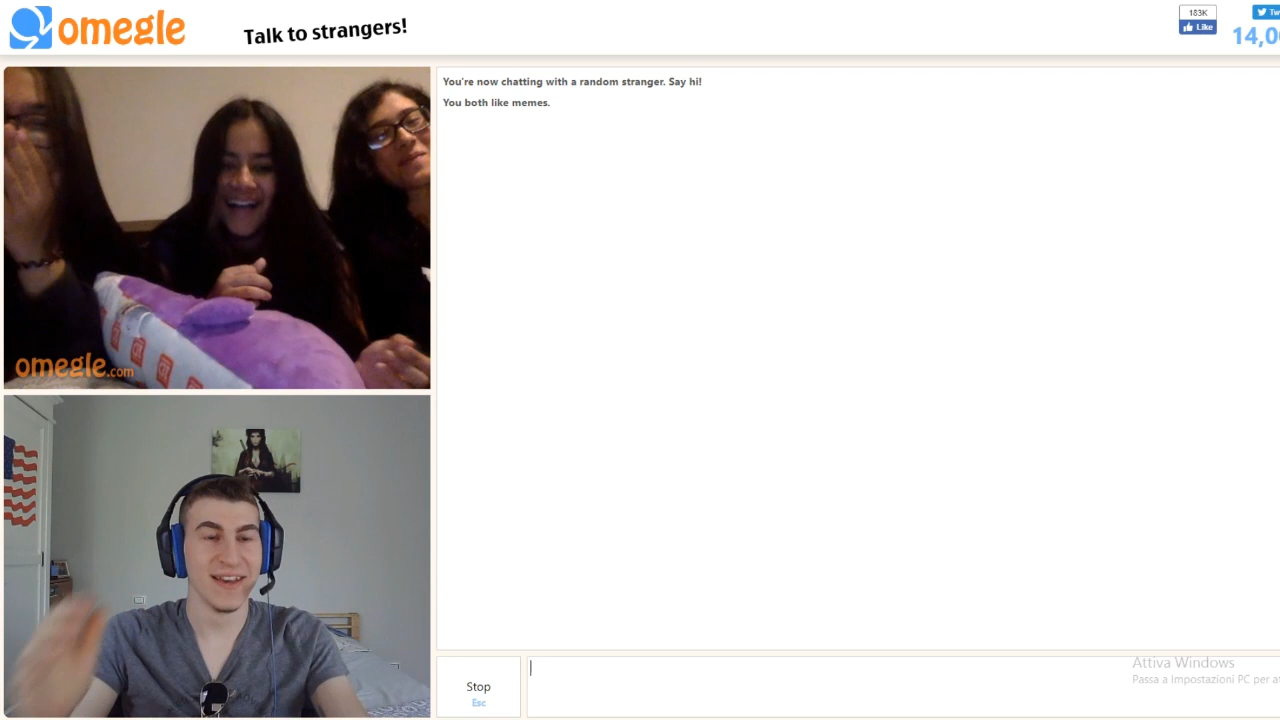 omegle
Talk to strangers!
183K
Like
Tw
14,0
You're now chatting with a random stranger. Say hi!
You both like memes.
omegle.com
Stop
Esc
Attiva Windows
Passa a Impostazioni PC per at